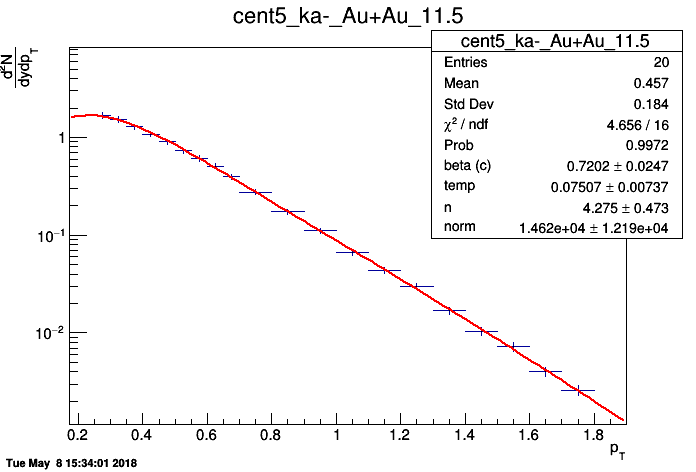 cent5_ka-_Au+Au_11.5
cent5_ka-_Au+Au_11.5
Entries 20
Mean 0.457
Std Dev 0.184
χ² / ndf 4.656 / 16
Prob 0.9972
beta (c) 0.7202 ± 0.0247
temp 0.07507 ± 0.00737
n 4.275 ± 0.473
norm 1.462e+04 ± 1.219e+04
d²N
dydp_T
1
10⁻¹
10⁻²
0.2 0.4 0.6 0.8 1 1.2 1.4 1.6 1.8
p_T
Tue May 8 15:34:01 2018